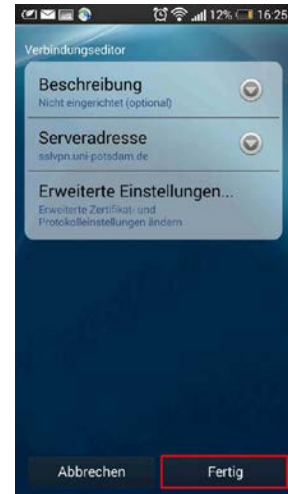 12% 16:25
Verbindungseditor
Beschreibung
Nicht eingerichtet (optional)
Serveradresse
sslvpn.uni-potsdam.de
Erweiterte Einstellungen...
Erweiterte Zertifikat- und
Protokolleinstellungen ändern
Abbrechen Fertig